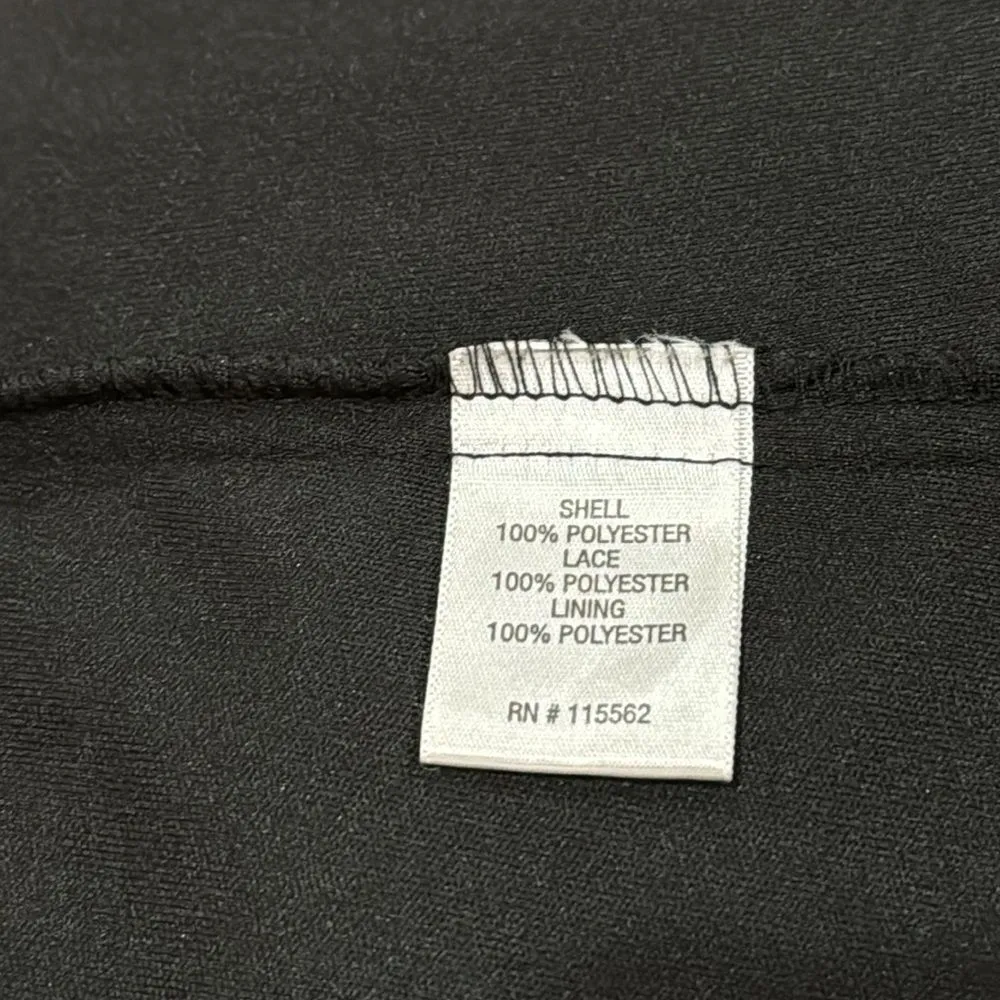 SHELL
100% POLYESTER
LACE
100% POLYESTER
LINING
100% POLYESTER
RN # 115562